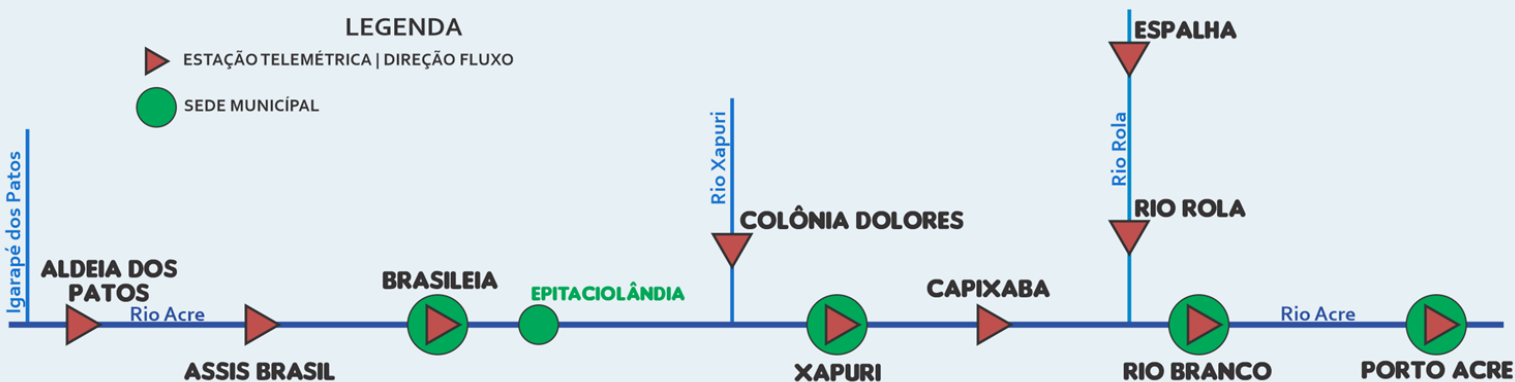 LEGENDA
ESTAÇÃO TELEMÉTRICA | DIREÇÃO FLUXO
SEDE MUNICÍPAL
ESPALHA
Igarapé dos Patos
Rio Xapuri
Rio Rola
COLÔNIA DOLORES
RIO ROLA
ALDEIA DOS
PATOS
Rio Acre
BRASILEIA
EPITACIOLÂNDIA
CAPIXABA
Rio Acre
ASSIS BRASIL
XAPURI
RIO BRANCO
PORTO ACRE